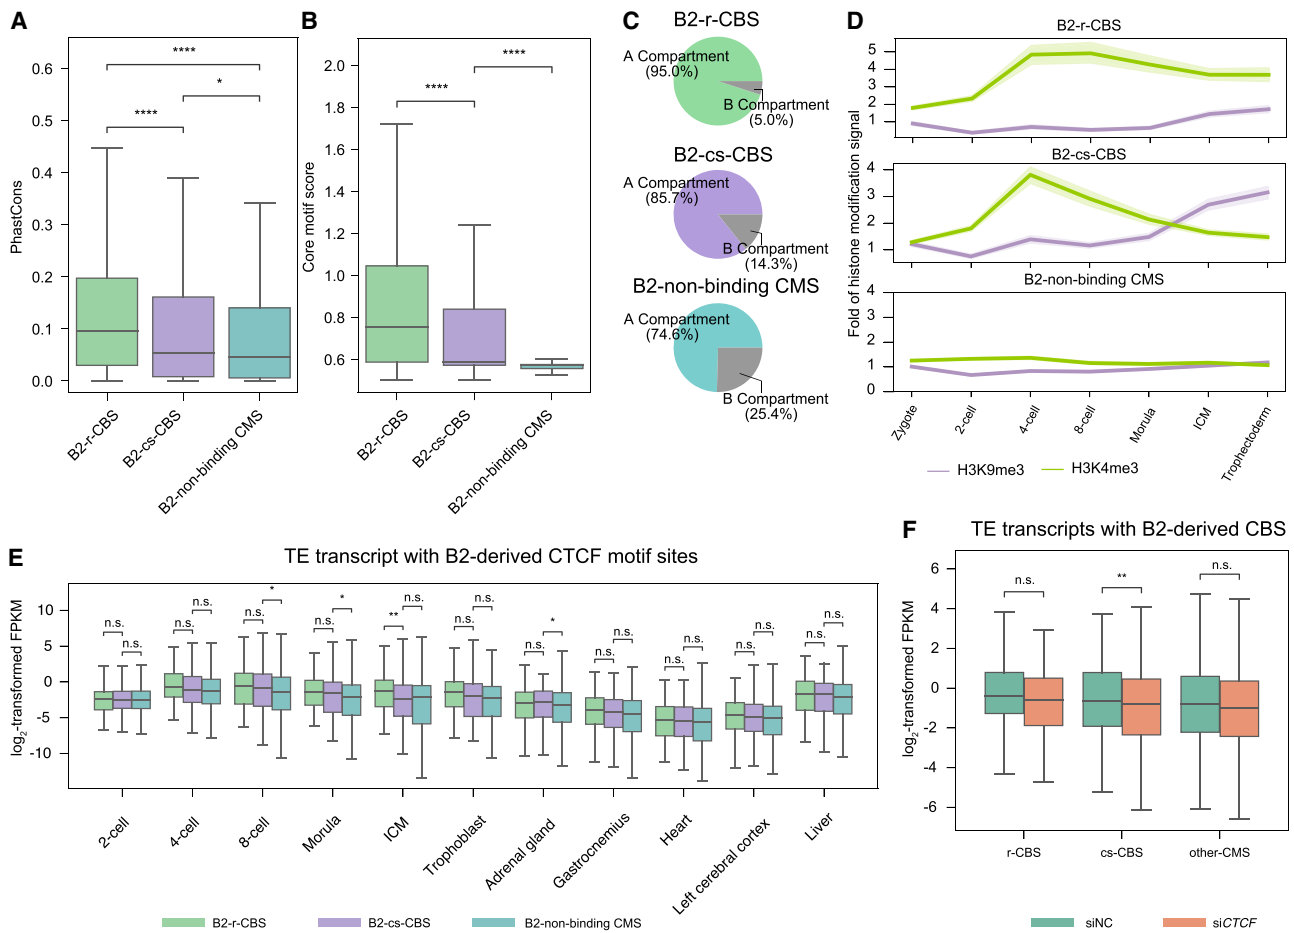 A
0.6
0.5
0.4
0.3
0.2
0.1
0.0
PhastCons
****
****
*
B2-r-CBS
B2-cs-CBS
B2-non-binding CMS
B
2.0
1.8
1.6
1.4
1.2
1.0
0.8
0.6
Core motif score
****
****
B2-r-CBS
B2-cs-CBS
B2-non-binding CMS
C
B2-r-CBS
A Compartment
(95.0%)
B Compartment
(5.0%)
B2-cs-CBS
A Compartment
(85.7%)
B Compartment
(14.3%)
B2-non-binding CMS
A Compartment
(74.6%)
B Compartment
(25.4%)
D
Fold of histone modification signal
B2-r-CBS
5
4
3
2
1
B2-cs-CBS
4
3
2
1
B2-non-binding CMS
4
3
2
1
0
Zygote
2-cell
4-cell
8-cell
Morula
ICM
Trophectoderm
H3K9me3
H3K4me3
E
TE transcript with B2-derived CTCF motif sites
log2-transformed FPKM
10
5
0
-5
-10
n.s.
n.s.
n.s.
n.s.
n.s.
*
n.s.
*
**
n.s.
n.s.
n.s.
n.s.
*
n.s.
n.s.
n.s.
n.s.
n.s.
n.s.
n.s.
n.s.
2-cell
4-cell
8-cell
Morula
ICM
Trophoblast
Adrenal gland
Gastrocnemius
Heart
Left cerebral cortex
Liver
B2-r-CBS
B2-cs-CBS
B2-non-binding CMS
F
TE transcripts with B2-derived CBS
log2-transformed FPKM
6
4
2
0
-2
-4
-6
n.s.
**
n.s.
r-CBS
cs-CBS
other-CMS
siNC
siCTCF